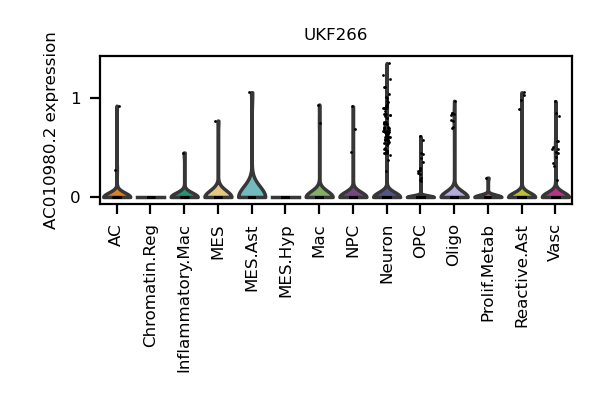 UKF266
AC010980.2 expression
1
0
AC
Chromatin.Reg
Inflammatory.Mac
MES
MES.Ast
MES.Hyp
Mac
NPC
Neuron
OPC
Oligo
Prolif.Metab
Reactive.Ast
Vasc